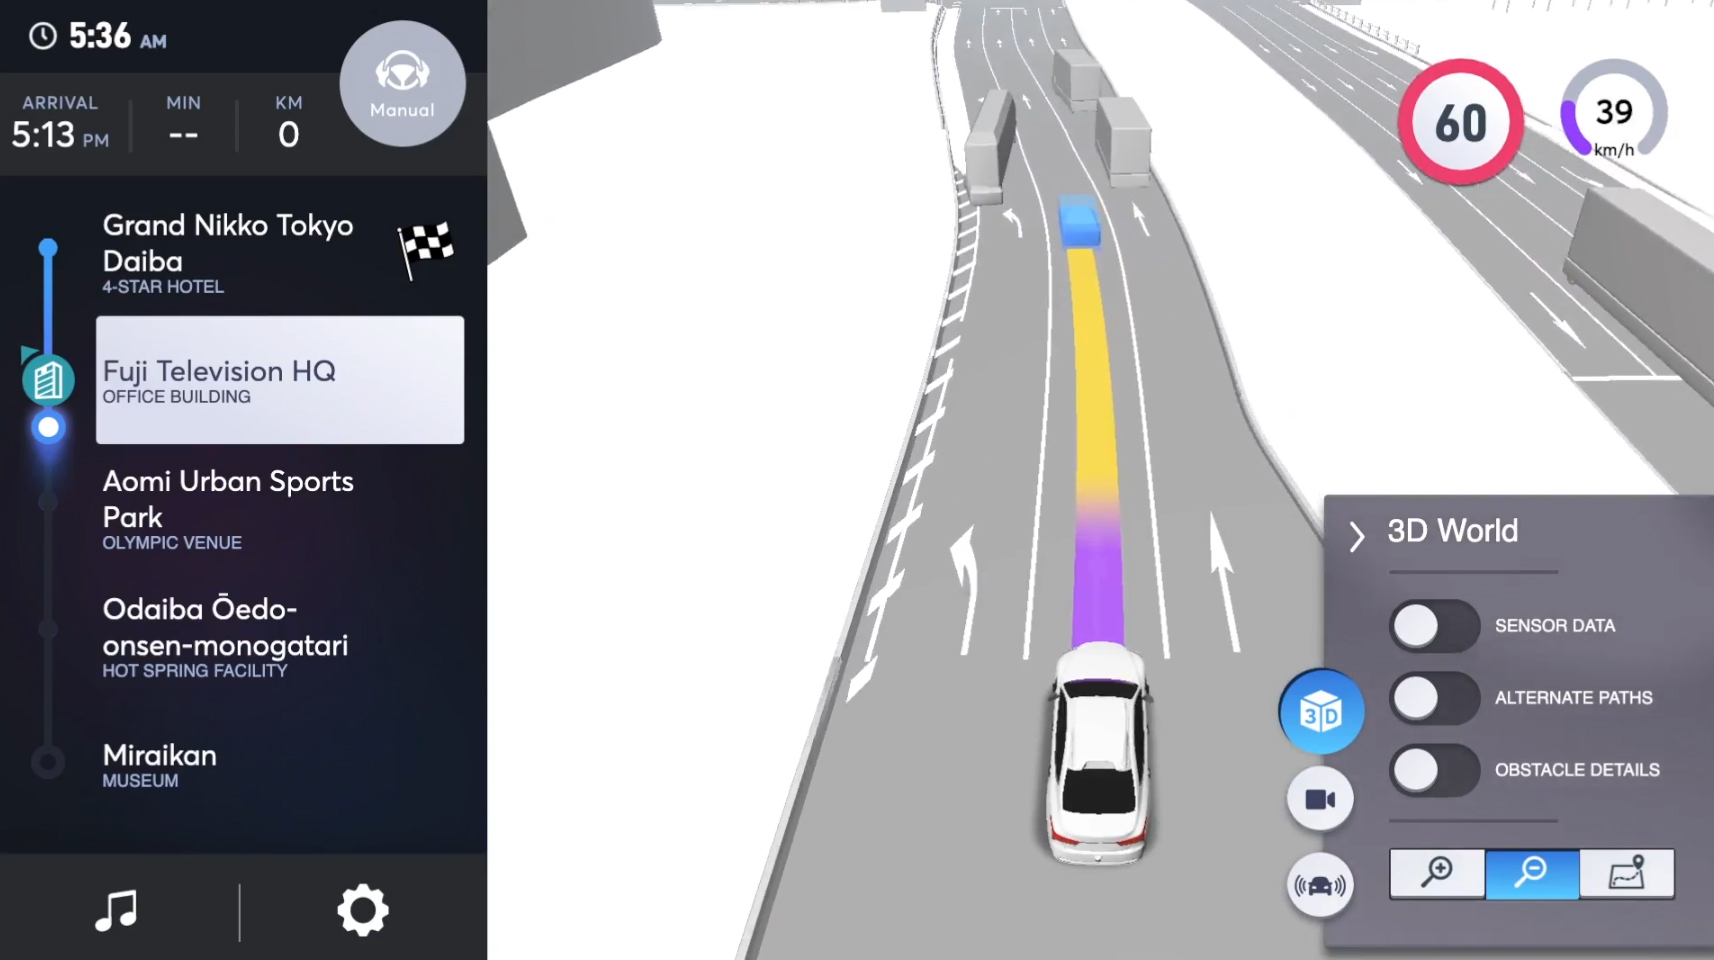 5:36 AM
Manual
ARRIVAL MIN KM
5:13 PM -- 0
Grand Nikko Tokyo
Daiba
4-STAR HOTEL
Fuji Television HQ
OFFICE BUILDING
Aomi Urban Sports
Park
OLYMPIC VENUE
Odaiba Ōedo-
onsen-monogatari
HOT SPRING FACILITY
Miraikan
MUSEUM
60
39
km/h
3D World
SENSOR DATA
ALTERNATE PATHS
OBSTACLE DETAILS
3D